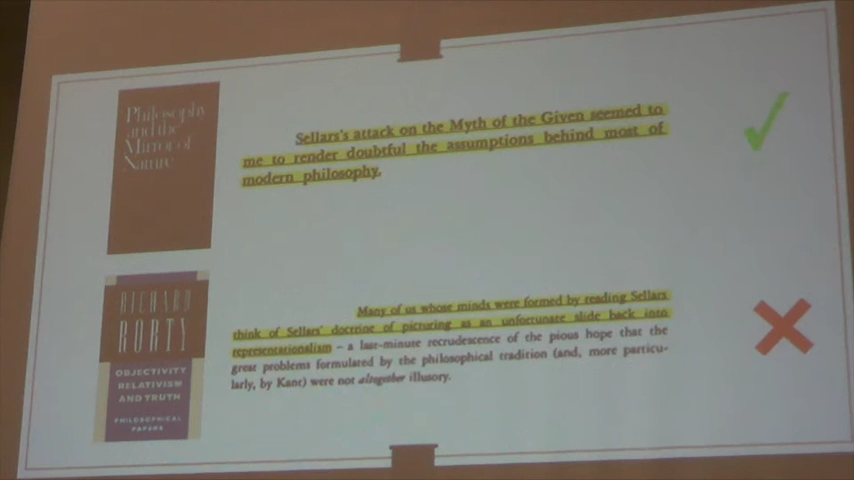 Philosophy
and the
Mirror of
Nature
Sellars's attack on the Myth of the Given seemed to
me to render doubtful the assumptions behind most of
modern philosophy.
RICHARD
RORTY
OBJECTIVITY
RELATIVISM
AND TRUTH
PHILOSOPHICAL
PAPERS
Many of us whose minds were formed by reading Sellars
think of Sellars' doctrine of picturing as an unfortunate slide back into
representationalism – a last-minute recrudescence of the pious hope that the
great problems formulated by the philosophical tradition (and, more particu-
larly, by Kant) were not altogether illusory.